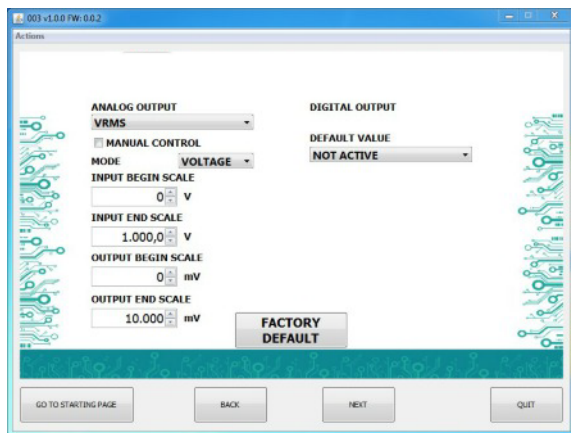 003 v1.0.0 FW: 0.0.2
Actions
ANALOG OUTPUT
VRMS
MANUAL CONTROL
MODE VOLTAGE
INPUT BEGIN SCALE
0 V
INPUT END SCALE
1.000,0 V
OUTPUT BEGIN SCALE
0 mV
OUTPUT END SCALE
10.000 mV
DIGITAL OUTPUT
DEFAULT VALUE
NOT ACTIVE
FACTORY
DEFAULT
GO TO STARTING PAGE
BACK
NEXT
QUIT